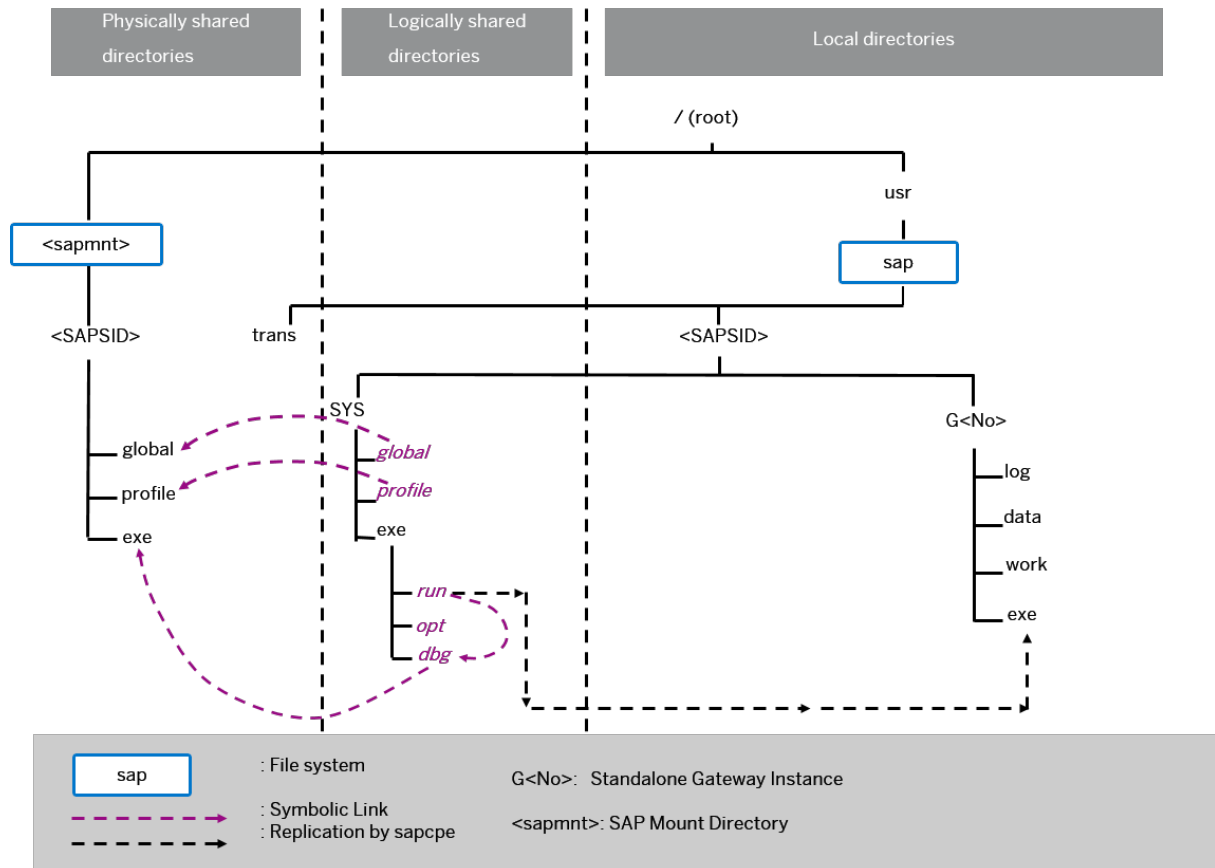 Physically shared
directories
Logically shared
directories
Local directories
/ (root)
usr
<sapmnt>
sap
<SAPSID>
trans
<SAPSID>
SYS
G<No>
global
profile
exe
global
profile
exe
run
opt
dbg
log
data
work
exe
sap
: File system
: Symbolic Link
: Replication by sapcpe
G<No>: Standalone Gateway Instance
<sapmnt>: SAP Mount Directory